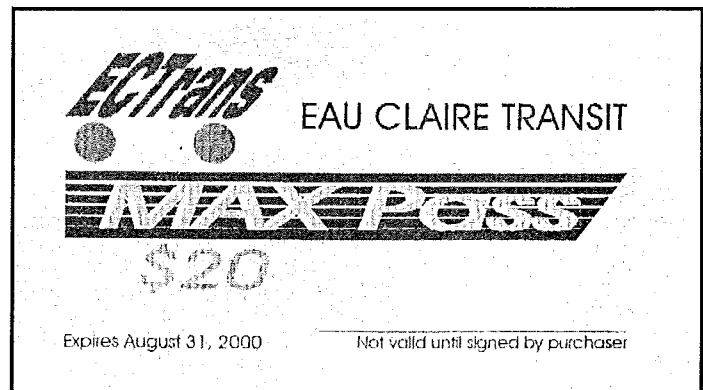 ECTrans
EAU CLAIRE TRANSIT
MAX Pass
$20
Expires August 31, 2000
Not valid until signed by purchaser